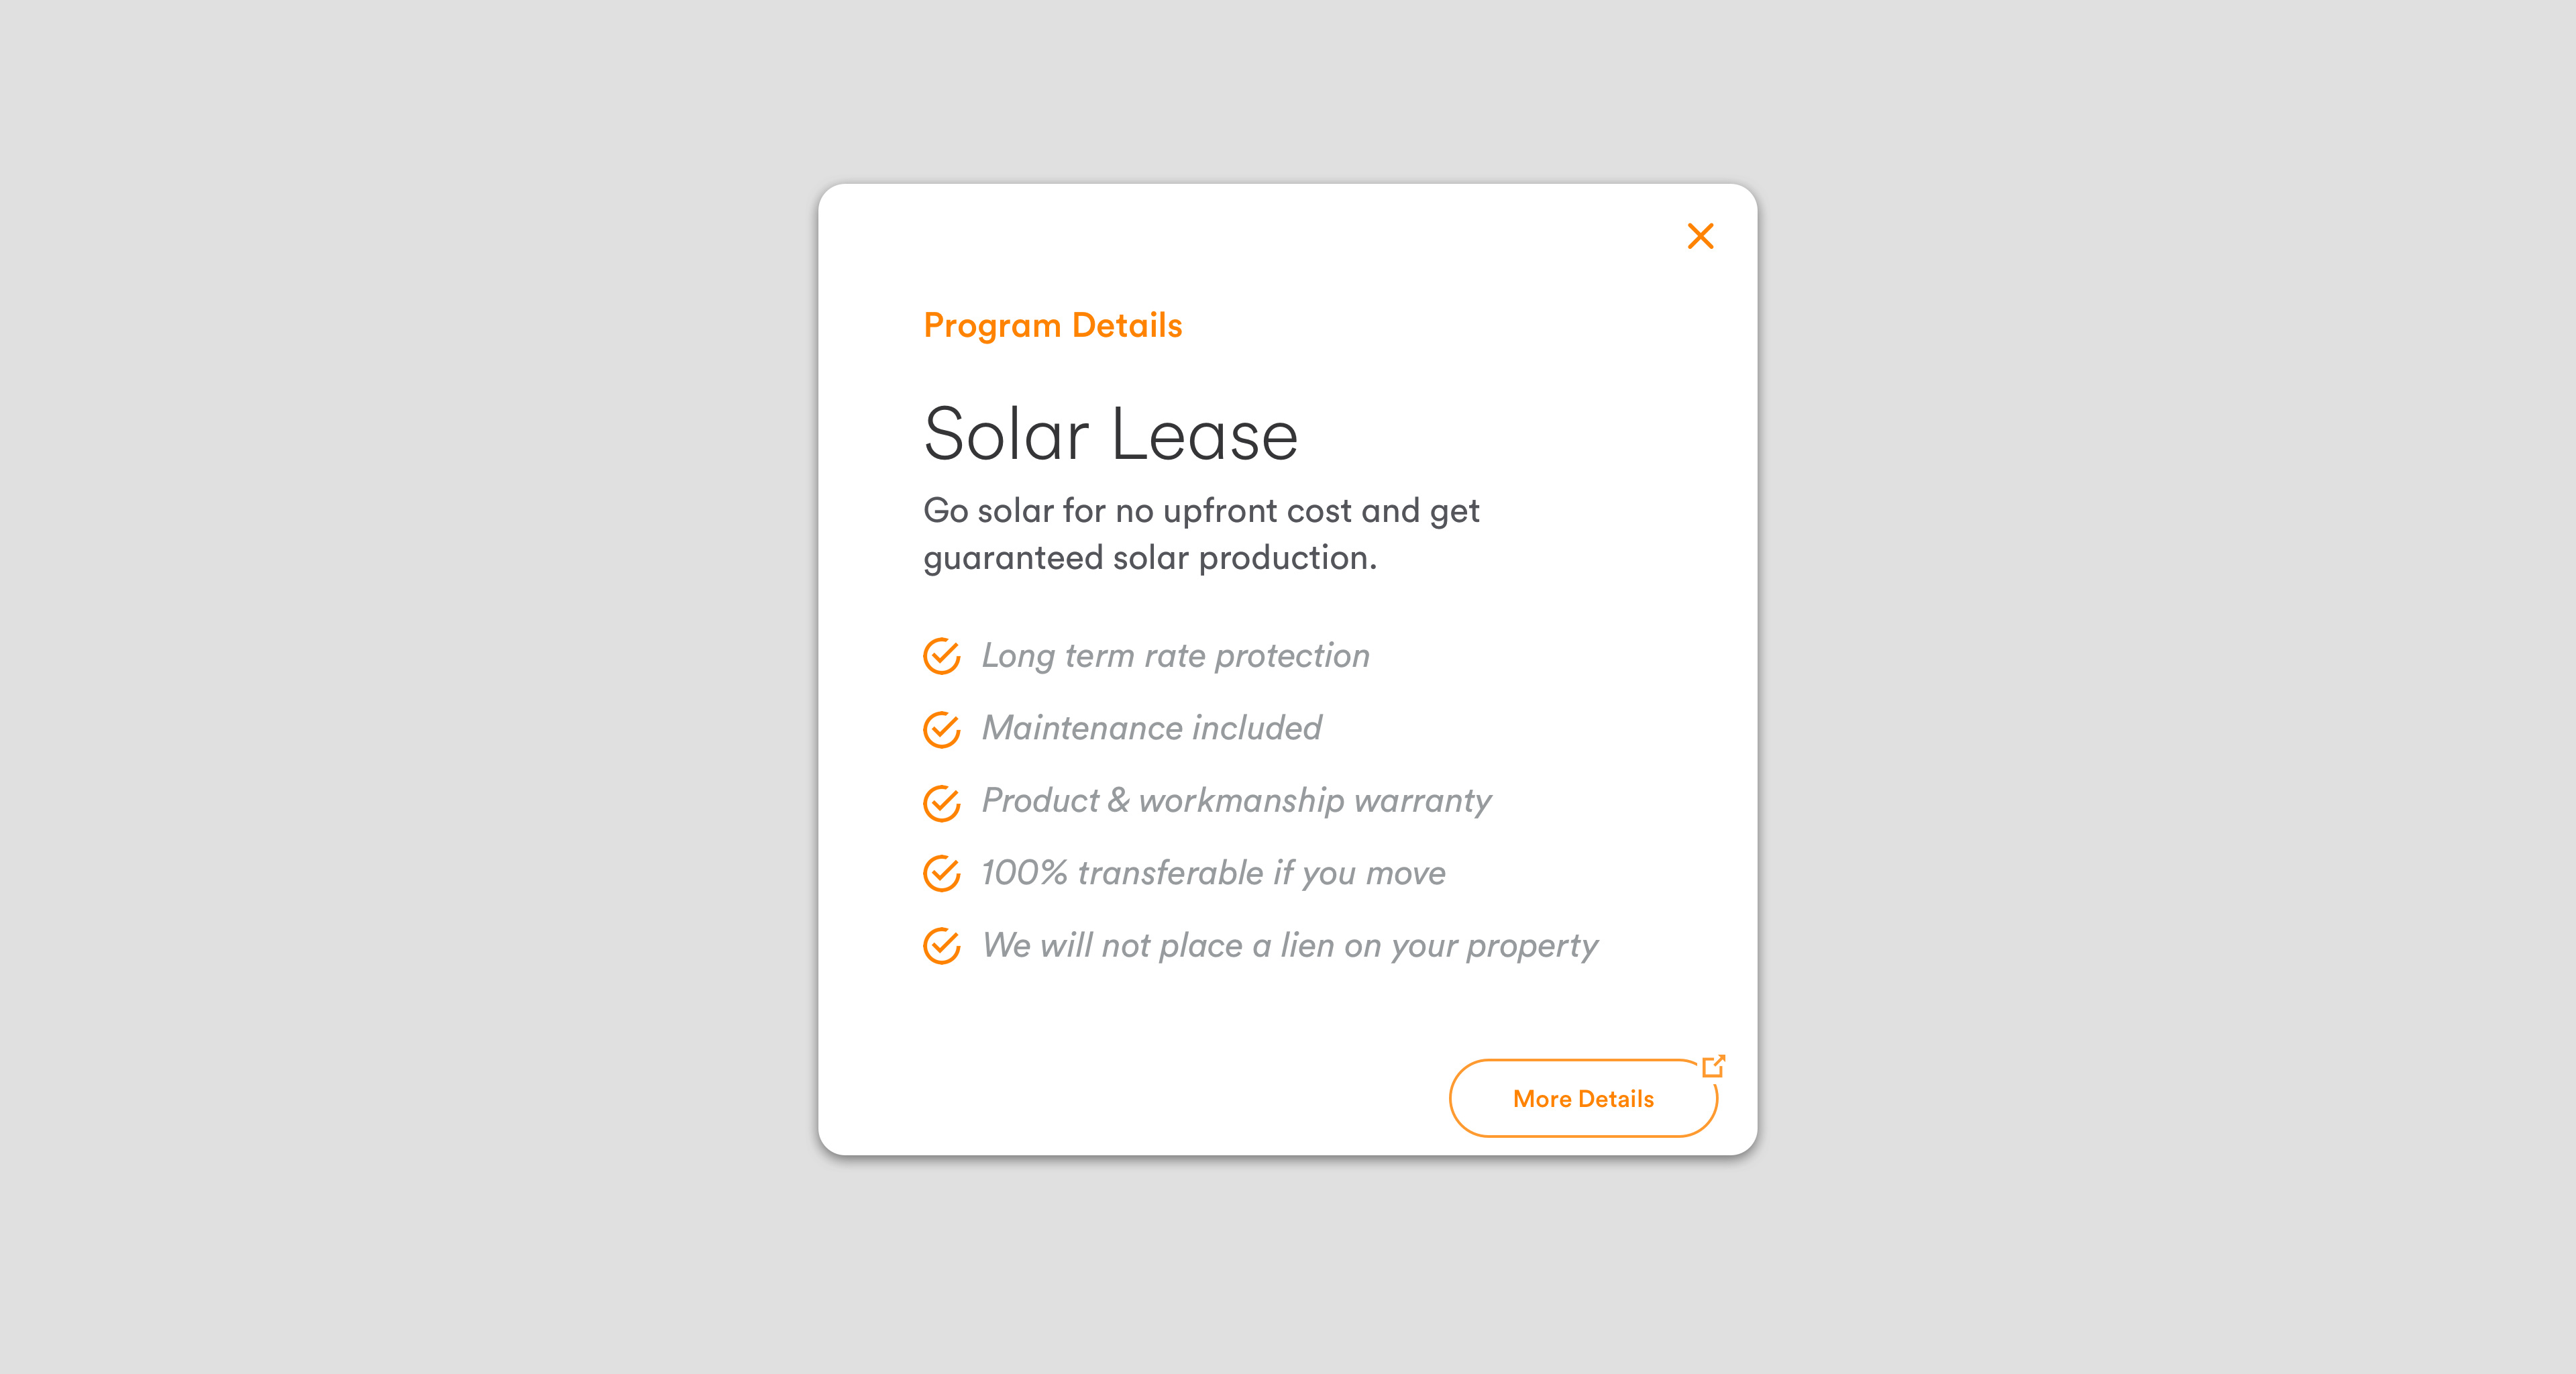 Program Details
Solar Lease
Go solar for no upfront cost and get
guaranteed solar production.
Long term rate protection
Maintenance included
Product & workmanship warranty
100% transferable if you move
We will not place a lien on your property
More Details